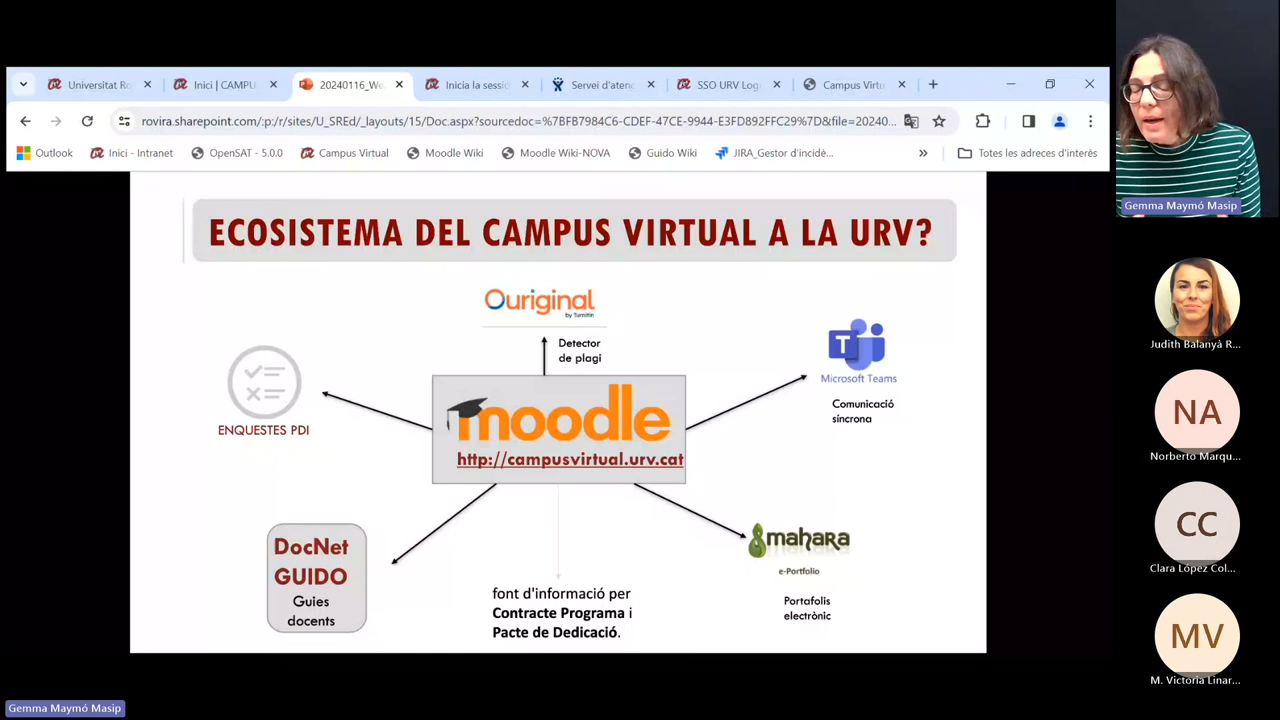 Universitat Ro
Inici | CAMPU
20240116_We
Inicia la sessió
Servei d'atenc
SSO URV Log
Campus Virtu
rovira.sharepoint.com/:p:/r/sites/U_SREd/_layouts/15/Doc.aspx?sourcedoc=%7BFB7984C6-CDEF-47CE-9944-E3FD892FFC29%7D&file=20240...
Outlook
Inici - Intranet
OpenSAT - 5.0.0
Campus Virtual
Moodle Wiki
Moodle Wiki-NOVA
Guido Wiki
JIRA_Gestor d'incidè...
Totes les adreces d'interès
ECOSISTEMA DEL CAMPUS VIRTUAL A LA URV?
Ouriginal
by Turnitin
Detector
de plagi
ENQUESTES PDI
moodle
http://campusvirtual.urv.cat
T
Microsoft Teams
Comunicació
síncrona
DocNet
GUIDO
Guies
docents
font d'informació per
Contracte Programa i
Pacte de Dedicació.
mahara
e-Portfolio
Portafolis
electrònic
Gemma Maymó Masip
Judith Balanyà R...
NA
Norberto Marqu...
CC
Clara López Col...
MV
M. Victoria Linar...
Gemma Maymó Masip